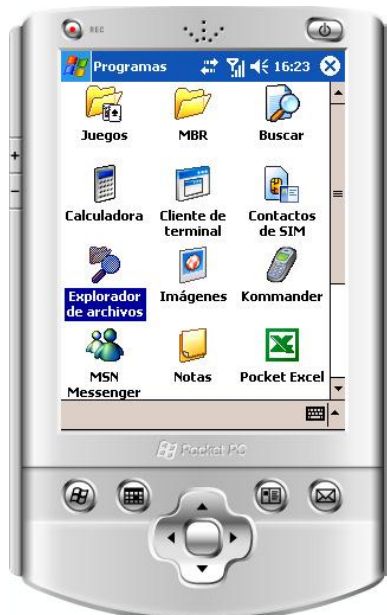 REC
Programas 16:23
Juegos MBR Buscar
Calculadora Cliente de Contactos
terminal de SIM
Explorador Imágenes Kommander
de archivos
MSN Notas Pocket Excel
Messenger
Pocket PC